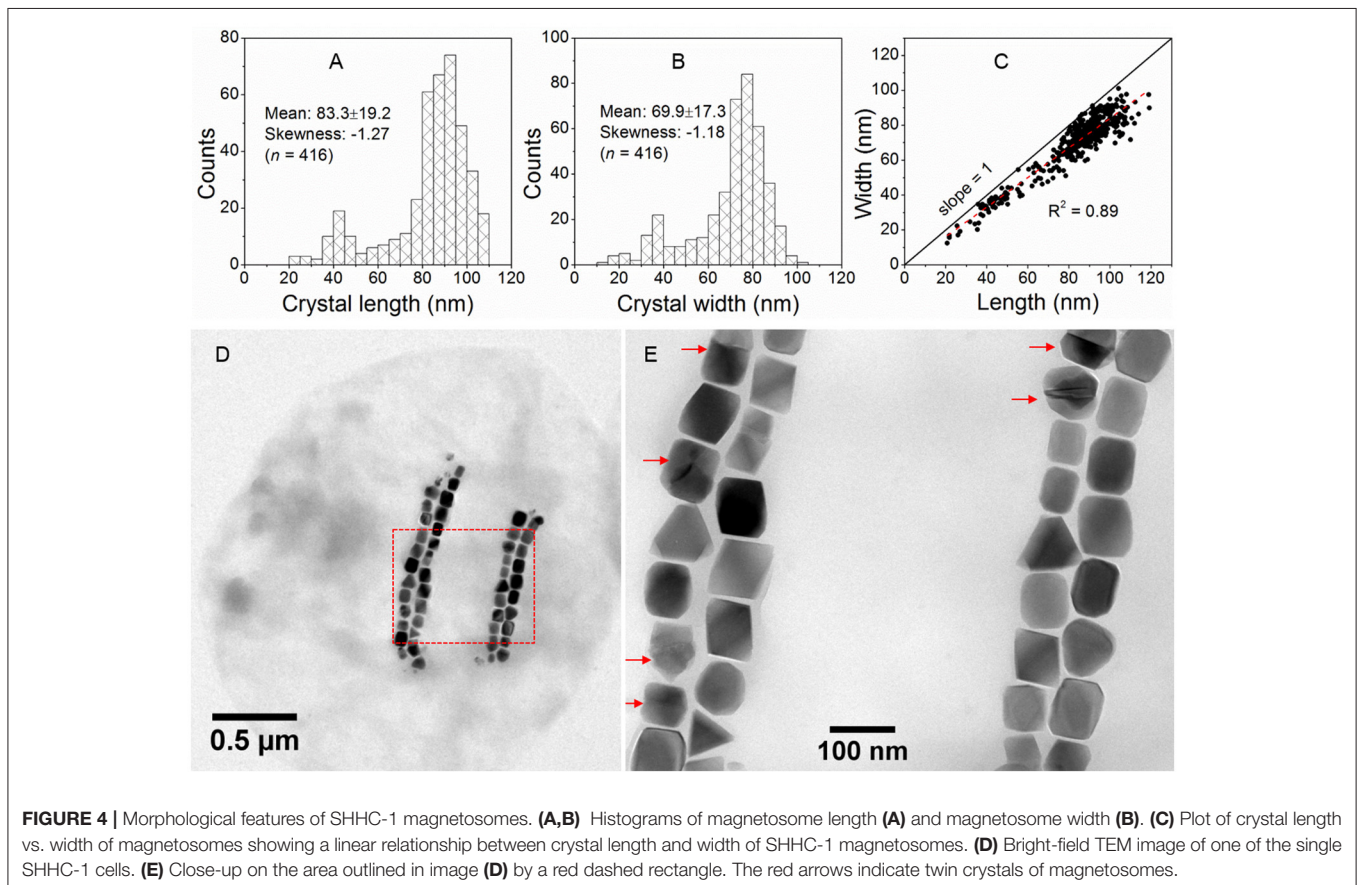 A
Mean: 83.3±19.2
Skewness: -1.27
(n = 416)
80
60
40
20
0
Counts
0 20 40 60 80 100 120
Crystal length (nm)
B
Mean: 69.9±17.3
Skewness: -1.18
(n = 416)
100
80
60
40
20
0
Counts
0 20 40 60 80 100 120
Crystal width (nm)
C
120
100
80
60
40
20
0
Width (nm)
slope = 1
R² = 0.89
0 20 40 60 80 100 120
Length (nm)
D
0.5 µm
E
100 nm
FIGURE 4 | Morphological features of SHHC-1 magnetosomes. (A,B) Histograms of magnetosome length (A) and magnetosome width (B). (C) Plot of crystal length
vs. width of magnetosomes showing a linear relationship between crystal length and width of SHHC-1 magnetosomes. (D) Bright-field TEM image of one of the single
SHHC-1 cells. (E) Close-up on the area outlined in image (D) by a red dashed rectangle. The red arrows indicate twin crystals of magnetosomes.